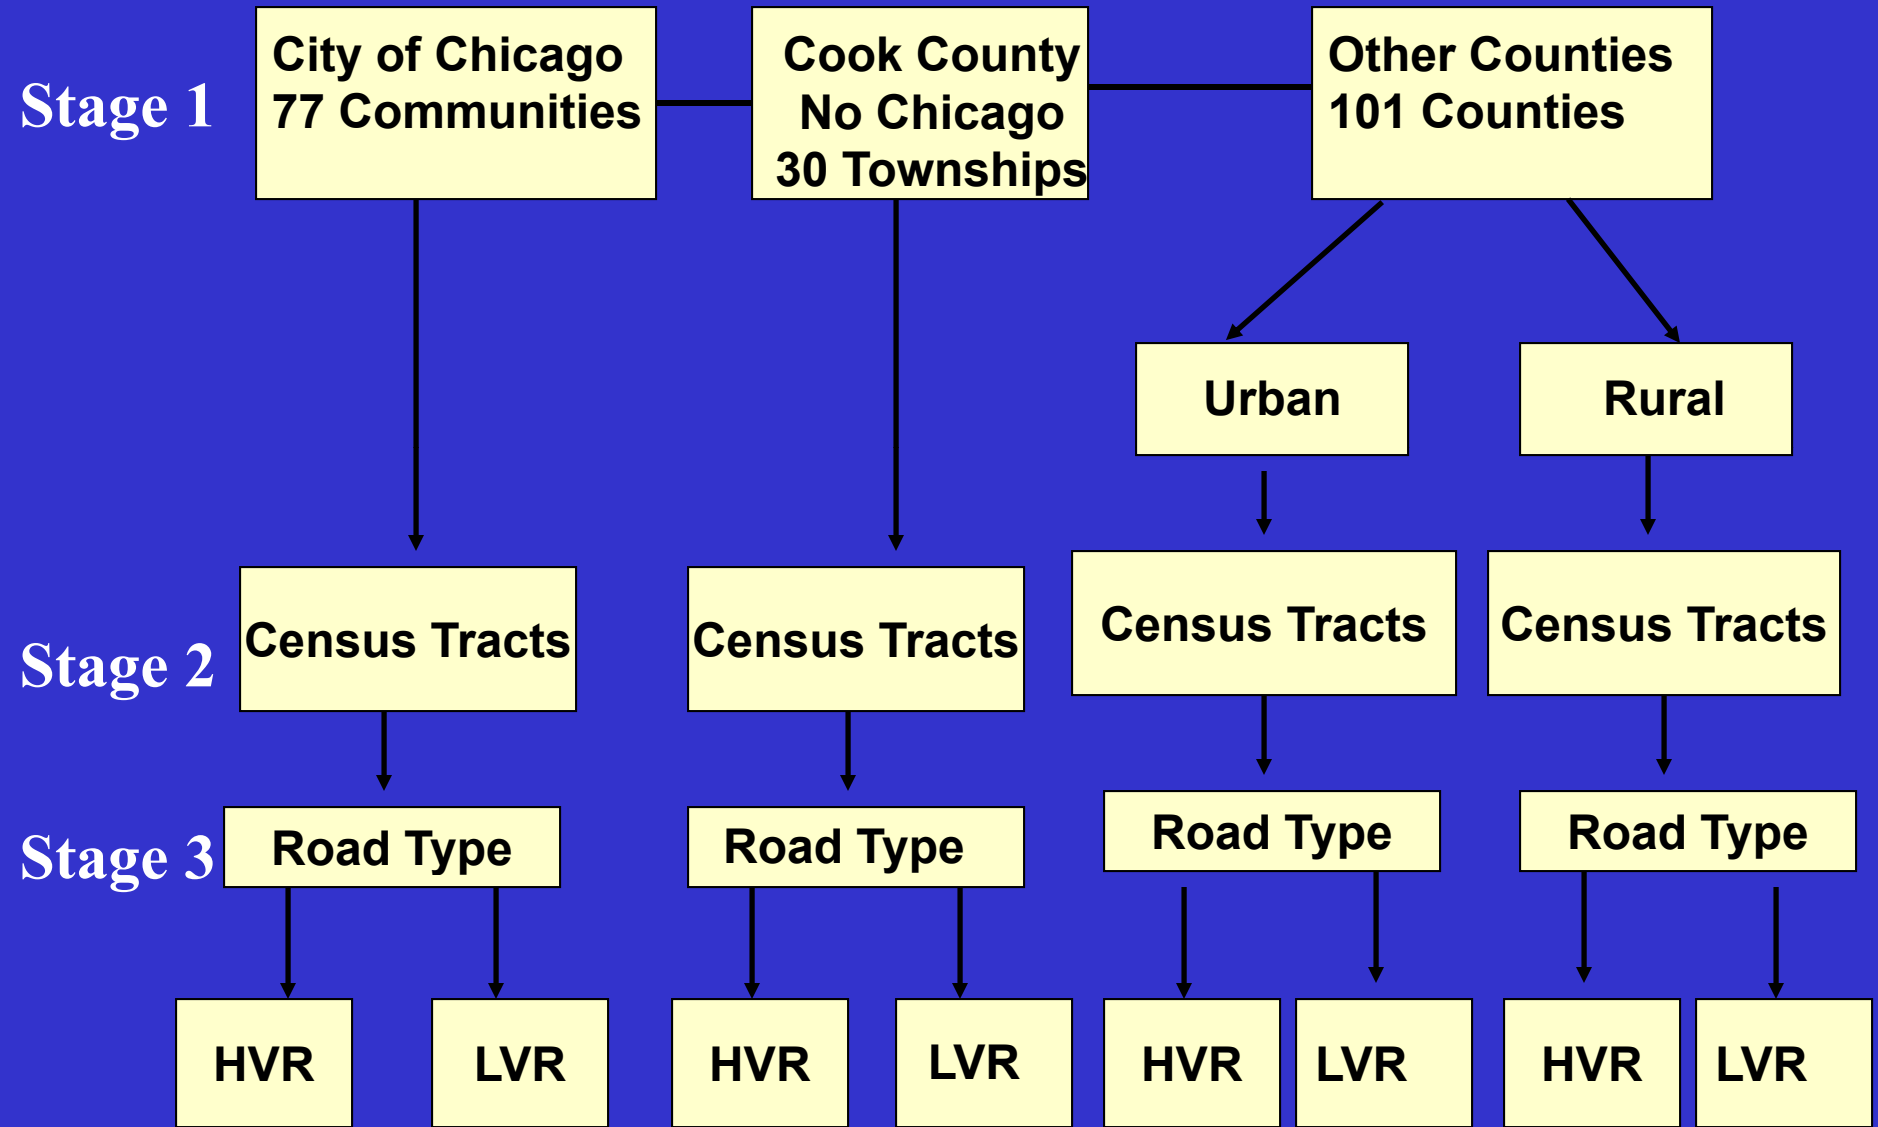 Stage 1
City of Chicago
77 Communities
Cook County
No Chicago
30 Townships
Other Counties
101 Counties
Urban
Rural
Stage 2
Census Tracts
Census Tracts
Census Tracts
Census Tracts
Stage 3
Road Type
Road Type
Road Type
Road Type
HVR
LVR
HVR
LVR
HVR
LVR
HVR
LVR